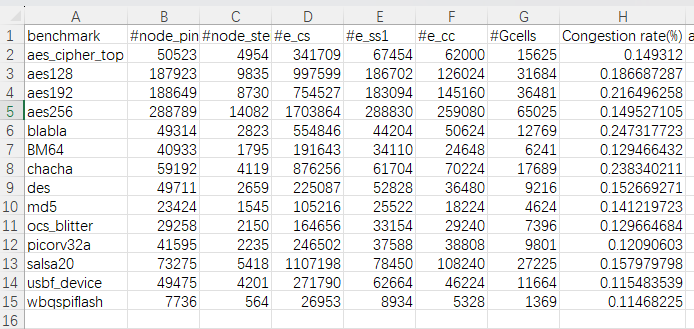 A B C D E F G H
1 benchmark #node_pin #node_ste #e_cs #e_ss1 #e_cc #Gcells Congestion rate(%) a
2 aes_cipher_top 50523 4954 341709 67454 62000 15625 0.149312
3 aes128 187923 9835 997599 186702 126024 31684 0.186687287
4 aes192 188649 8730 754527 183094 145160 36481 0.216496258
5 aes256 288789 14082 1703864 288830 259080 65025 0.149527105
6 blabla 49314 2823 554846 44204 50624 12769 0.247317723
7 BM64 40933 1795 191643 34110 24648 6241 0.129466432
8 chacha 59192 4119 876256 61704 70224 17689 0.238340211
9 des 49711 2659 225087 52828 36480 9216 0.152669271
10 md5 23424 1545 105216 25522 18224 4624 0.141219723
11 ocs_blitter 29258 2150 164656 33154 29240 7396 0.129664684
12 picorv32a 41595 2235 246502 37588 38808 9801 0.12090603
13 salsa20 73275 5418 1107198 78450 108240 27225 0.157979798
14 usbf_device 49475 4201 271790 62664 46224 11664 0.115483539
15 wbqspiflash 7736 564 26953 8934 5328 1369 0.11468225
16